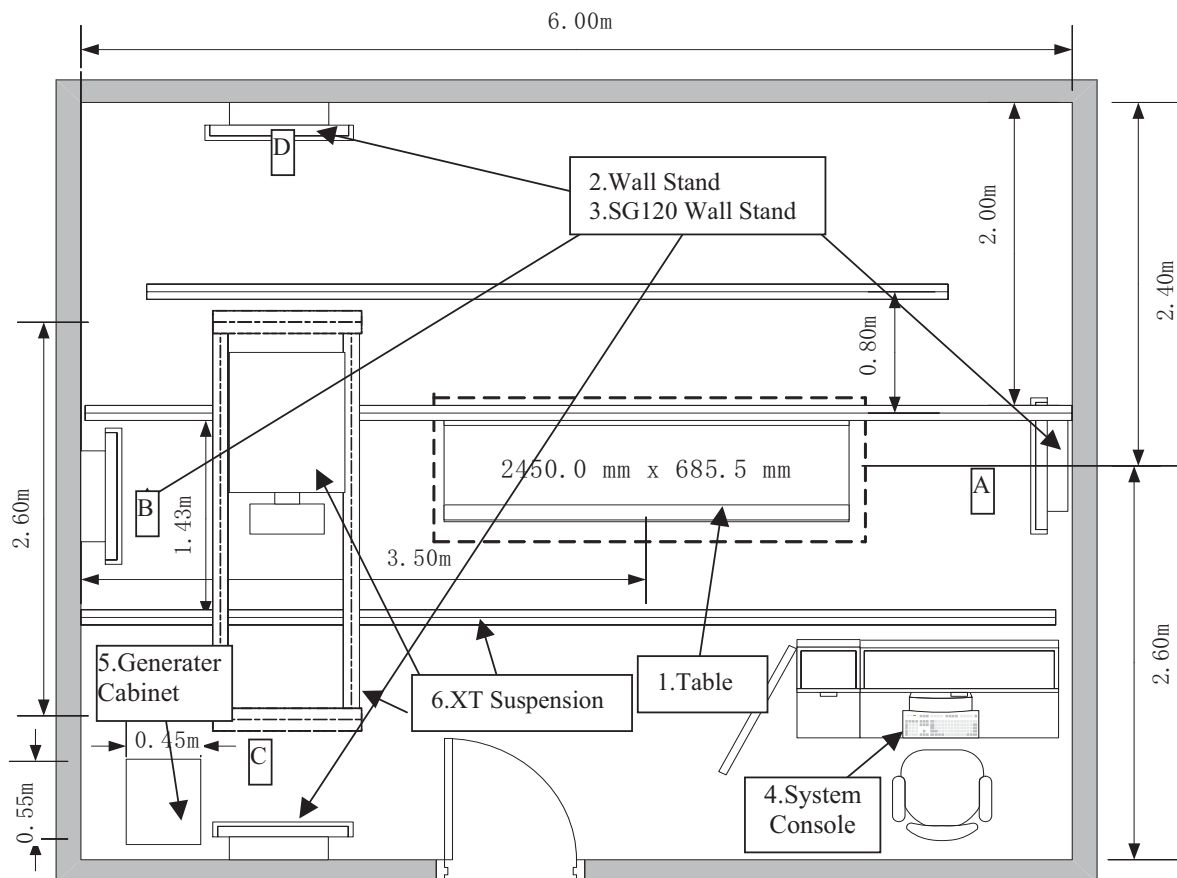 6.00m
D
2.Wall Stand
3.SG120 Wall Stand
2.00m
2.40m
0.80m
2450.0 mm x 685.5 mm
A
B
2.60m
1.43m
3.50m
5.Generater
Cabinet
6.XT Suspension
1.Table
2.60m
0.45m
C
0.55m
4.System
Console